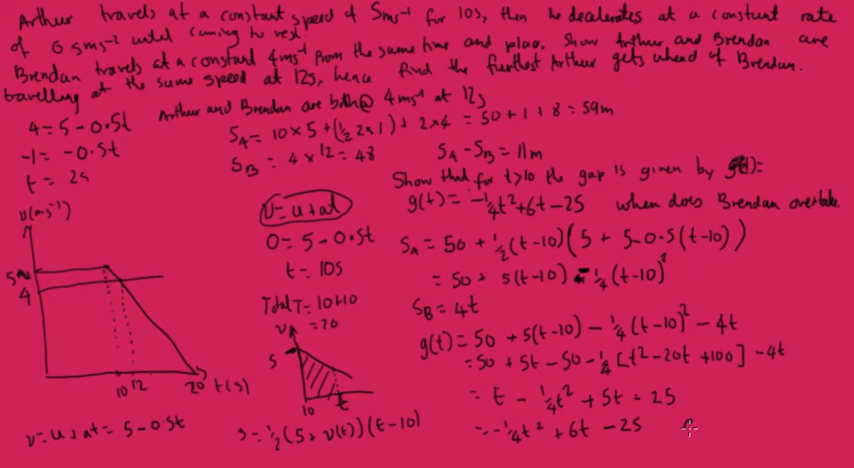 Arthur travels at a constant speed of 5ms⁻¹ for 10s, then he decelerates at a constant rate
of 0.5ms⁻² until coming to rest.
Brendan travels at a constant 4ms⁻¹ from the same time and place. Show Arthur and Brendan are
travelling at the same speed at 12s, hence find the furthest Arthur gets ahead of Brendan.
Arthur and Brendan are both @ 4ms⁻¹ at 12s
4 = 5 - 0.5t
-1 = -0.5t
t = 2s
S_A = 10×5 + (½ 2×1) + 2×4 = 50 + 1 + 8 = 59m
S_B = 4 × 12 = 48
S_A - S_B = 11m
Show that for t>10 the gap is given by g(t)=
g(t) = -¼t² + 6t - 25 when does Brendan overtake
V = u + at
0 = 5 - 0.5t
t = 10s
Total T = 10+10
= 20
v(ms⁻¹)
5
4
10 12 20 t(s)
v = u + at = 5 - 0.5t
v
5
10 t
s = ½(5 + v(t))(t-10)
S_A = 50 + ½(t-10)(5 + 5 - 0.5(t-10))
= 50 + 5(t-10) - ¼(t-10)²
S_B = 4t
g(t) = 50 + 5(t-10) - ¼(t-10)² - 4t
= 50 + 5t - 50 - ¼[t² - 20t + 100] - 4t
= t - ¼t² + 5t - 25
= -¼t² + 6t - 25